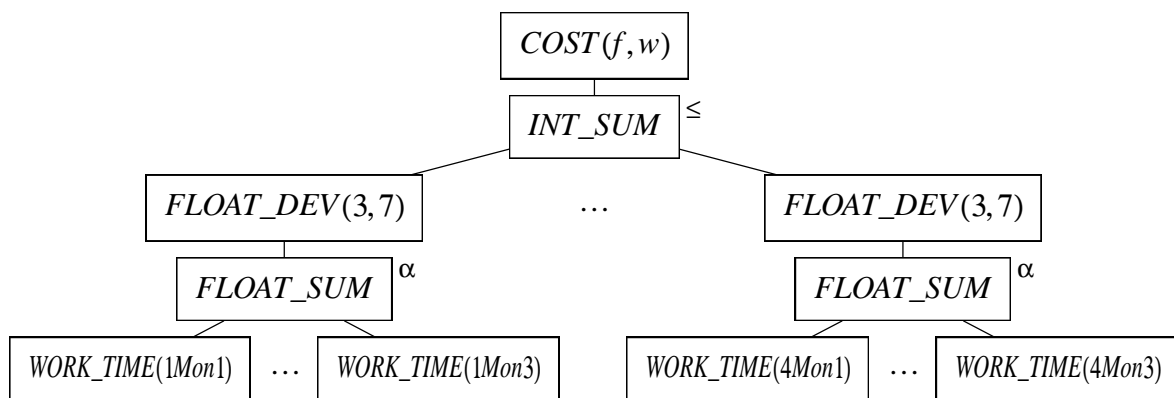 COST(f,w)
INT_SUM ≤
FLOAT_DEV(3,7) ... FLOAT_DEV(3,7)
FLOAT_SUM α FLOAT_SUM α
WORK_TIME(1Mon1) ... WORK_TIME(1Mon3) WORK_TIME(4Mon1) ... WORK_TIME(4Mon3)